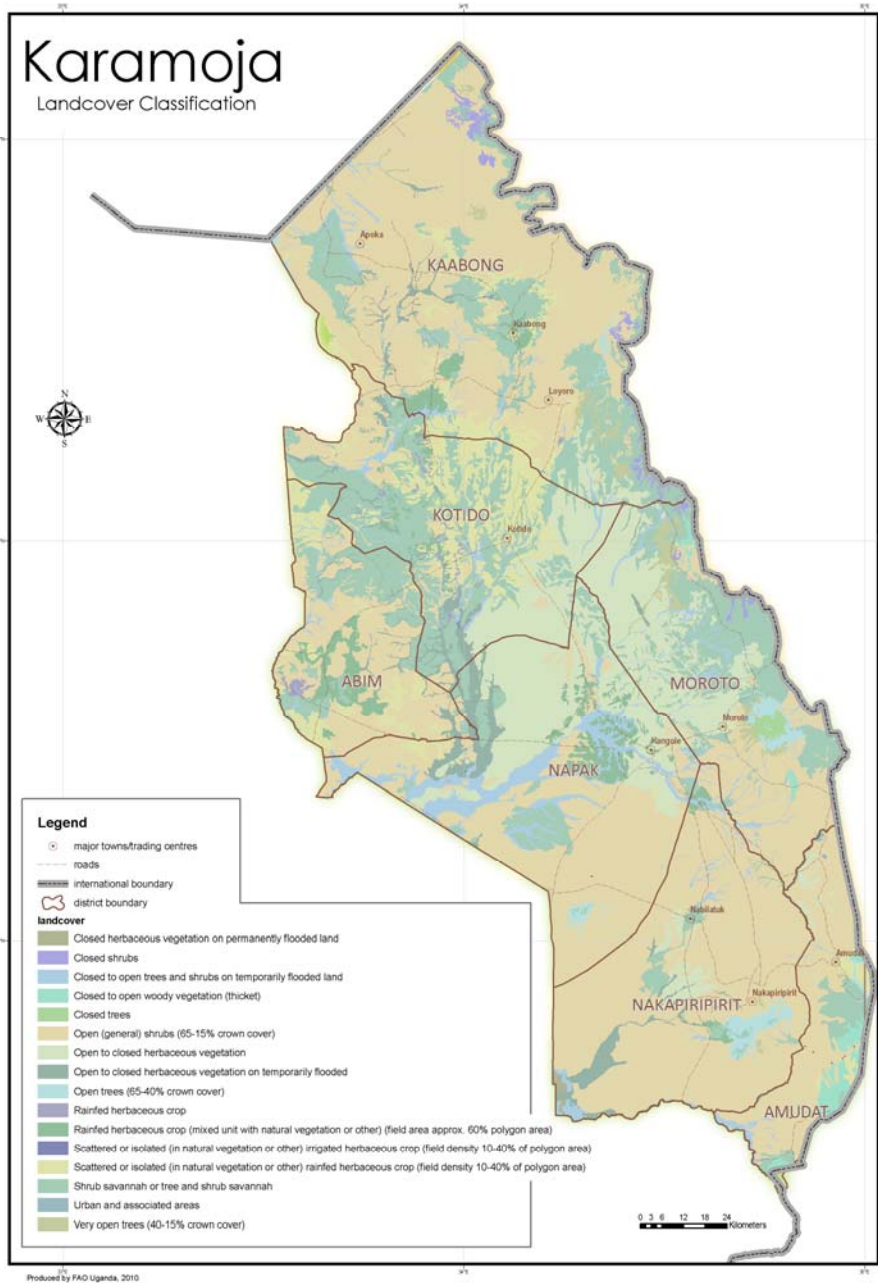 Karamoja
Landcover Classification
Apoka
KAABONG
Kaabong
Loyoro
N
W E
S
KOTIDO
Kotido
ABIM
MOROTO
Moroto
Kangole
NAPAK
Nabilatuk
Amudat
NAKAPIRIPIRIT
Nakapiripirit
AMUDAT
Legend
major towns/trading centres
roads
international boundary
district boundary
landcover
Closed herbaceous vegetation on permanently flooded land
Closed shrubs
Closed to open trees and shrubs on temporarily flooded land
Closed to open woody vegetation (thicket)
Closed trees
Open (general) shrubs (65-15% crown cover)
Open to closed herbaceous vegetation
Open to closed herbaceous vegetation on temporarily flooded
Open trees (65-40% crown cover)
Rainfed herbaceous crop
Rainfed herbaceous crop (mixed unit with natural vegetation or other) (field area approx. 60% polygon area)
Scattered or isolated (in natural vegetation or other) irrigated herbaceous crop (field density 10-40% of polygon area)
Scattered or isolated (in natural vegetation or other) rainfed herbaceous crop (field density 10-40% of polygon area)
Shrub savannah or tree and shrub savannah
Urban and associated areas
Very open trees (40-15% crown cover)
0 3 6 12 18 24
Kilometers
Produced by FAO Uganda, 2010